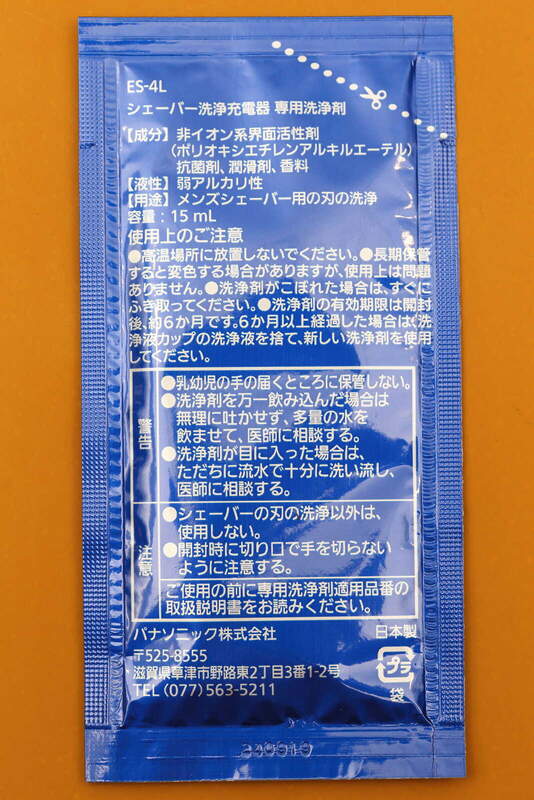 ES-4L
シェーバー洗浄充電器 専用洗浄剤
【成分】非イオン系界面活性剤
（ポリオキシエチレンアルキルエーテル）
抗菌剤、潤滑剤、香料
【液性】弱アルカリ性
【用途】メンズシェーバー用の刃の洗浄
容量：15 mL
使用上のご注意
●高温場所に放置しないでください。●長期保管
すると変色する場合がありますが、使用上は問題
ありません。●洗浄剤がこぼれた場合は、すぐに
ふき取ってください。●洗浄剤の有効期限は開封
後、約6か月です。6か月以上経過した場合は、洗
浄液カップの洗浄液を捨て、新しい洗浄剤を使用
してください。
警告
●乳幼児の手の届くところに保管しない。
●洗浄剤を万一飲み込んだ場合は
無理に吐かせず、多量の水を
飲ませて、医師に相談する。
●洗浄剤が目に入った場合は、
ただちに流水で十分に洗い流し、
医師に相談する。
注意
●シェーバーの刃の洗浄以外は、
使用しない。
●開封時に切り口で手を切らない
ように注意する。
ご使用の前に専用洗浄剤適用品番の
取扱説明書をお読みください。
パナソニック株式会社 日本製
〒525-8555
滋賀県草津市野路東2丁目3番1-2号
TEL (077) 563-5211
プラ
袋
240919